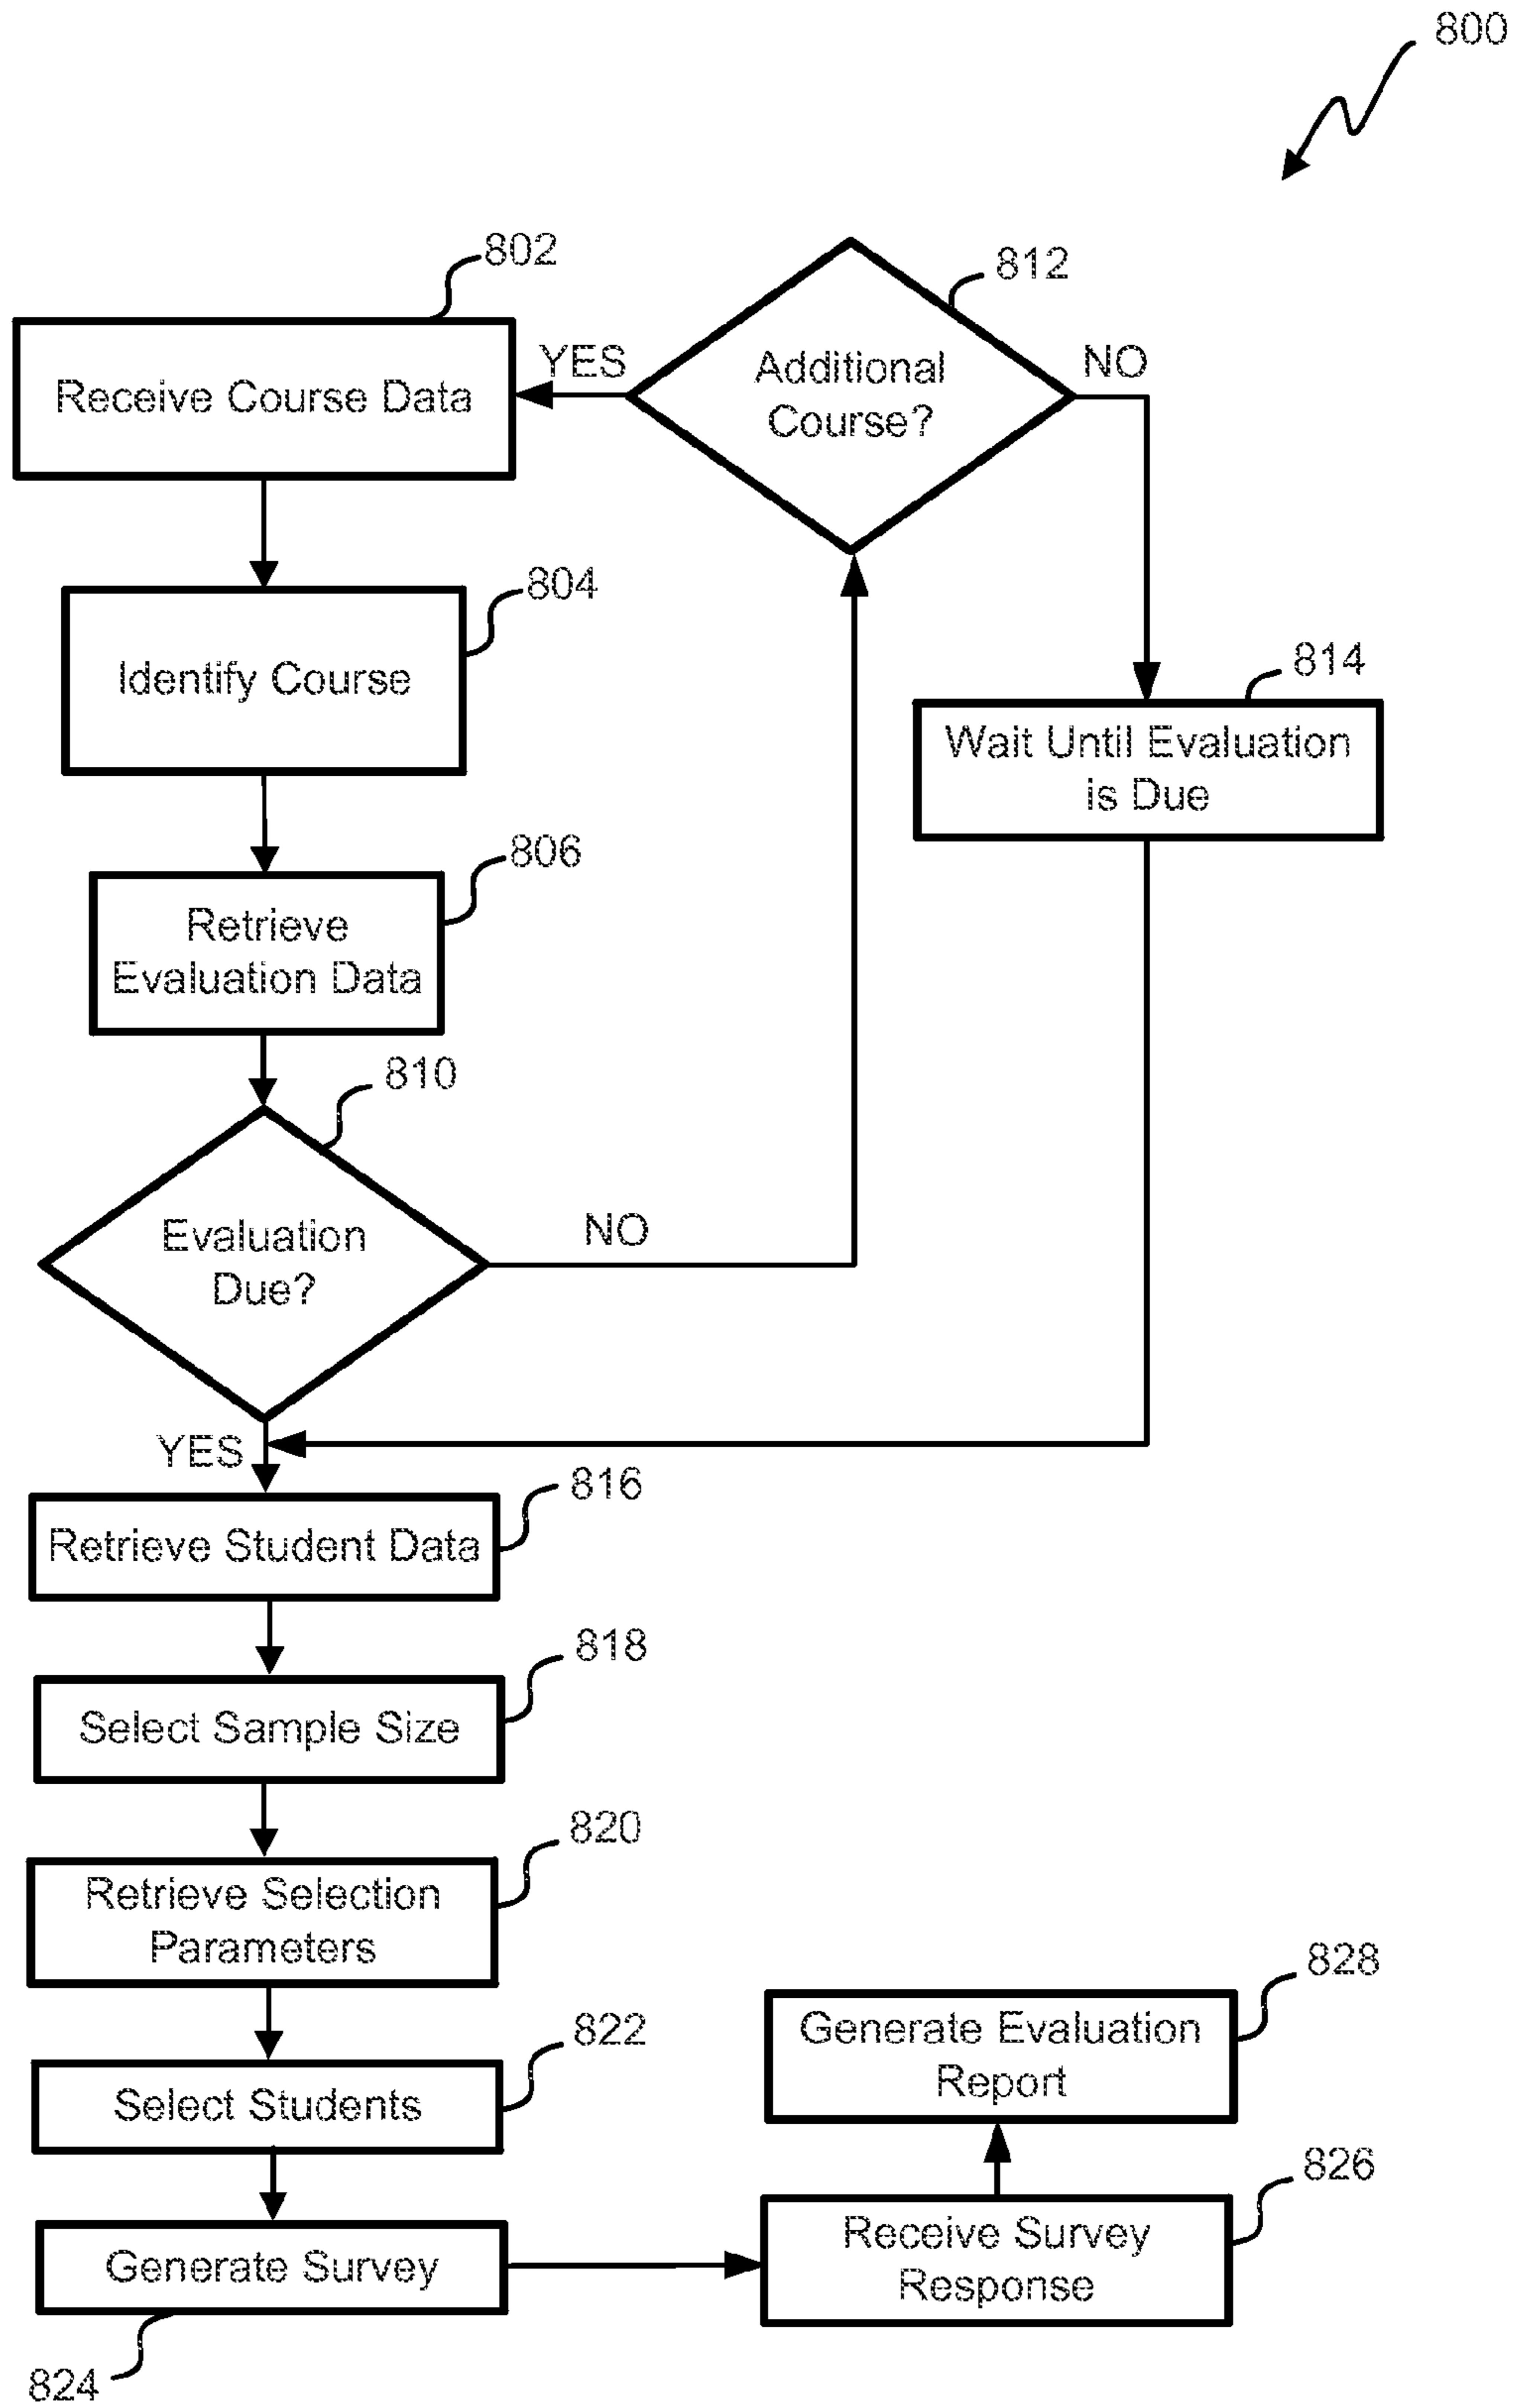 800
802
812
YES
Additional
Course?
NO
Receive Course Data
804
Identify Course
814
Wait Until Evaluation
is Due
806
Retrieve
Evaluation Data
810
Evaluation
Due?
NO
YES
816
Retrieve Student Data
818
Select Sample Size
820
Retrieve Selection
Parameters
828
Generate Evaluation
Report
822
Select Students
826
Receive Survey
Response
Generate Survey
824